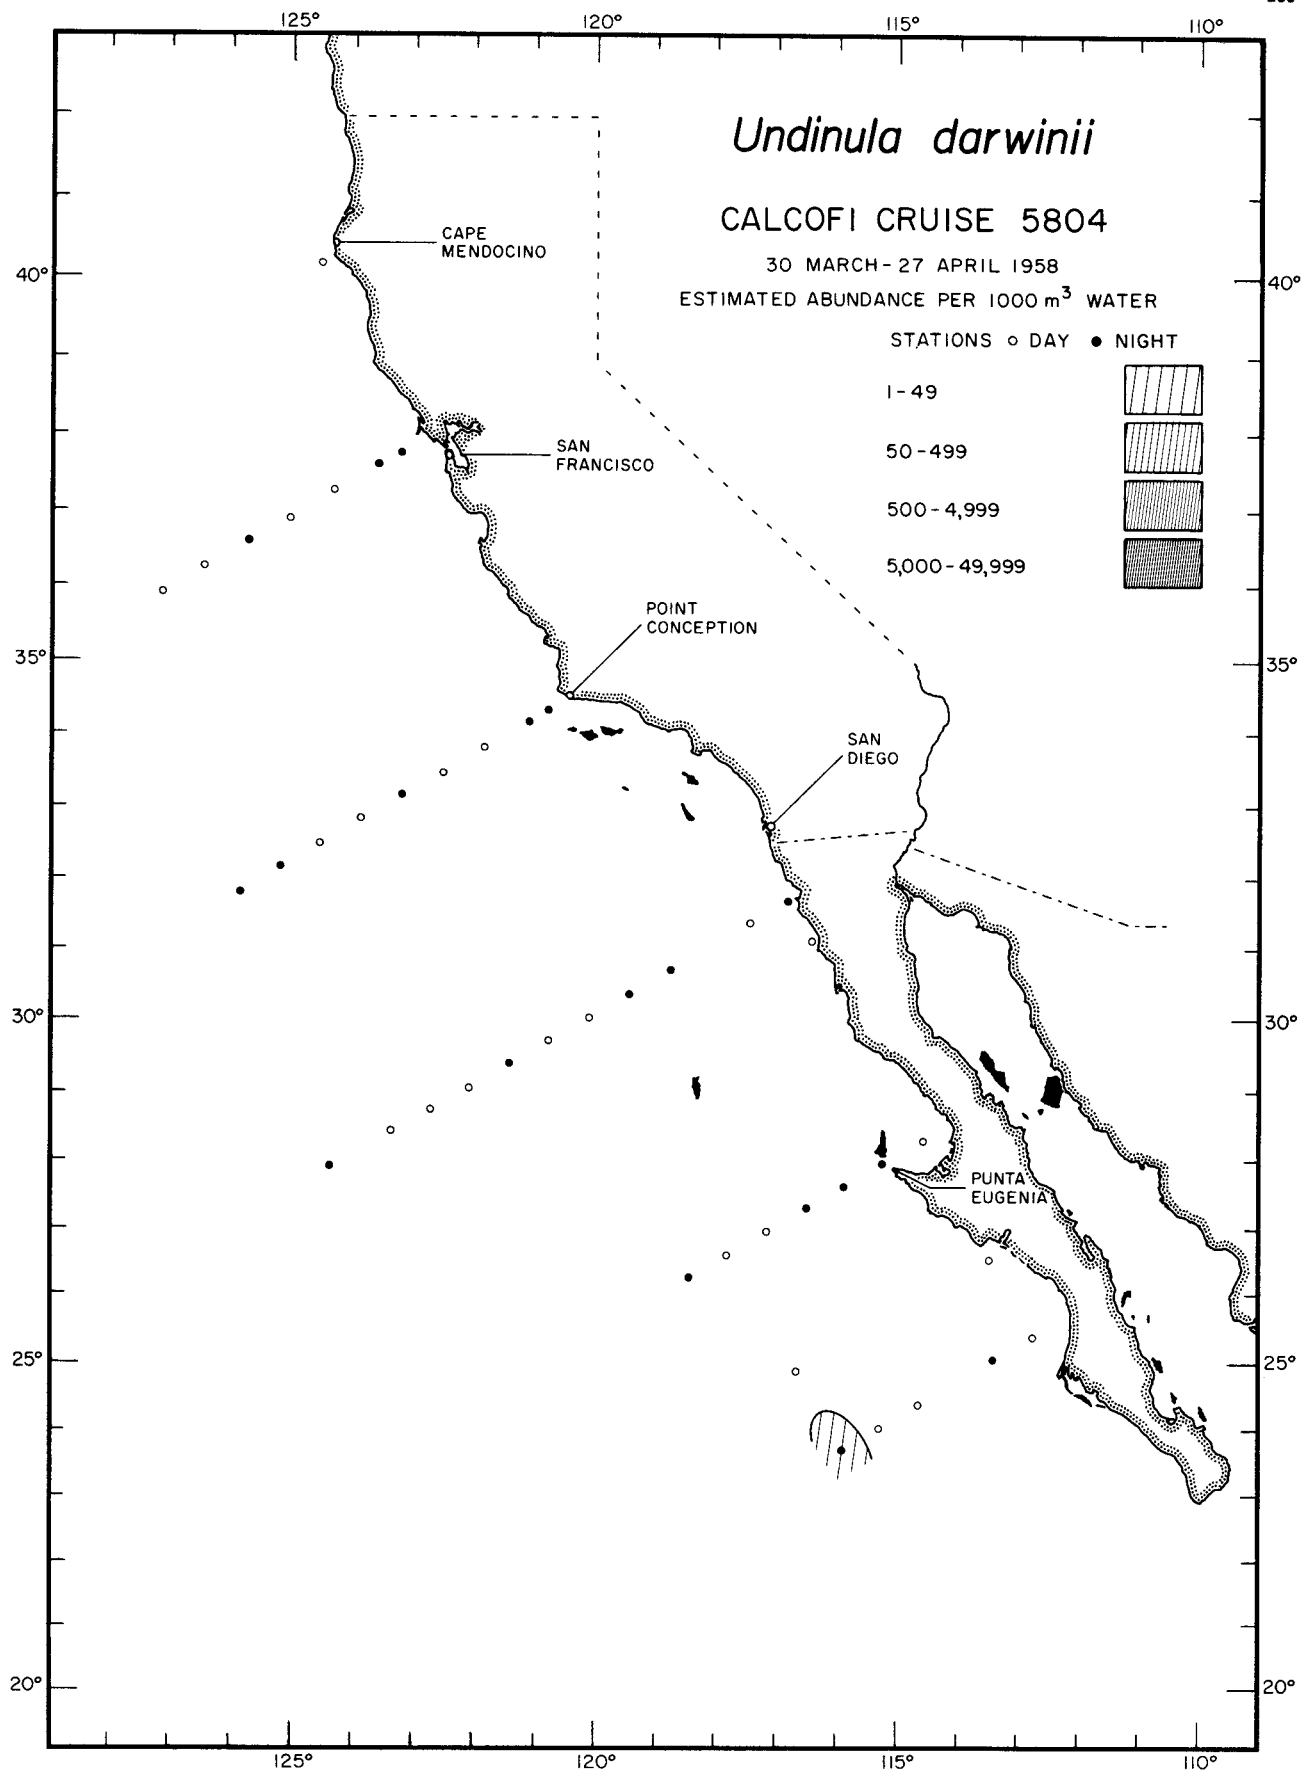 125°
120°
115°
110°
Undinula darwinii
CALCOFI CRUISE 5804
30 MARCH-27 APRIL 1958
ESTIMATED ABUNDANCE PER 1000 m³ WATER
STATIONS ○ DAY ● NIGHT
1-49
50-499
500-4,999
5,000-49,999
CAPE
MENDOCINO
40°
40°
SAN
FRANCISCO
POINT
CONCEPTION
35°
35°
SAN
DIEGO
30°
30°
PUNTA
EUGENIA
25°
25°
20°
20°
125°
120°
115°
110°